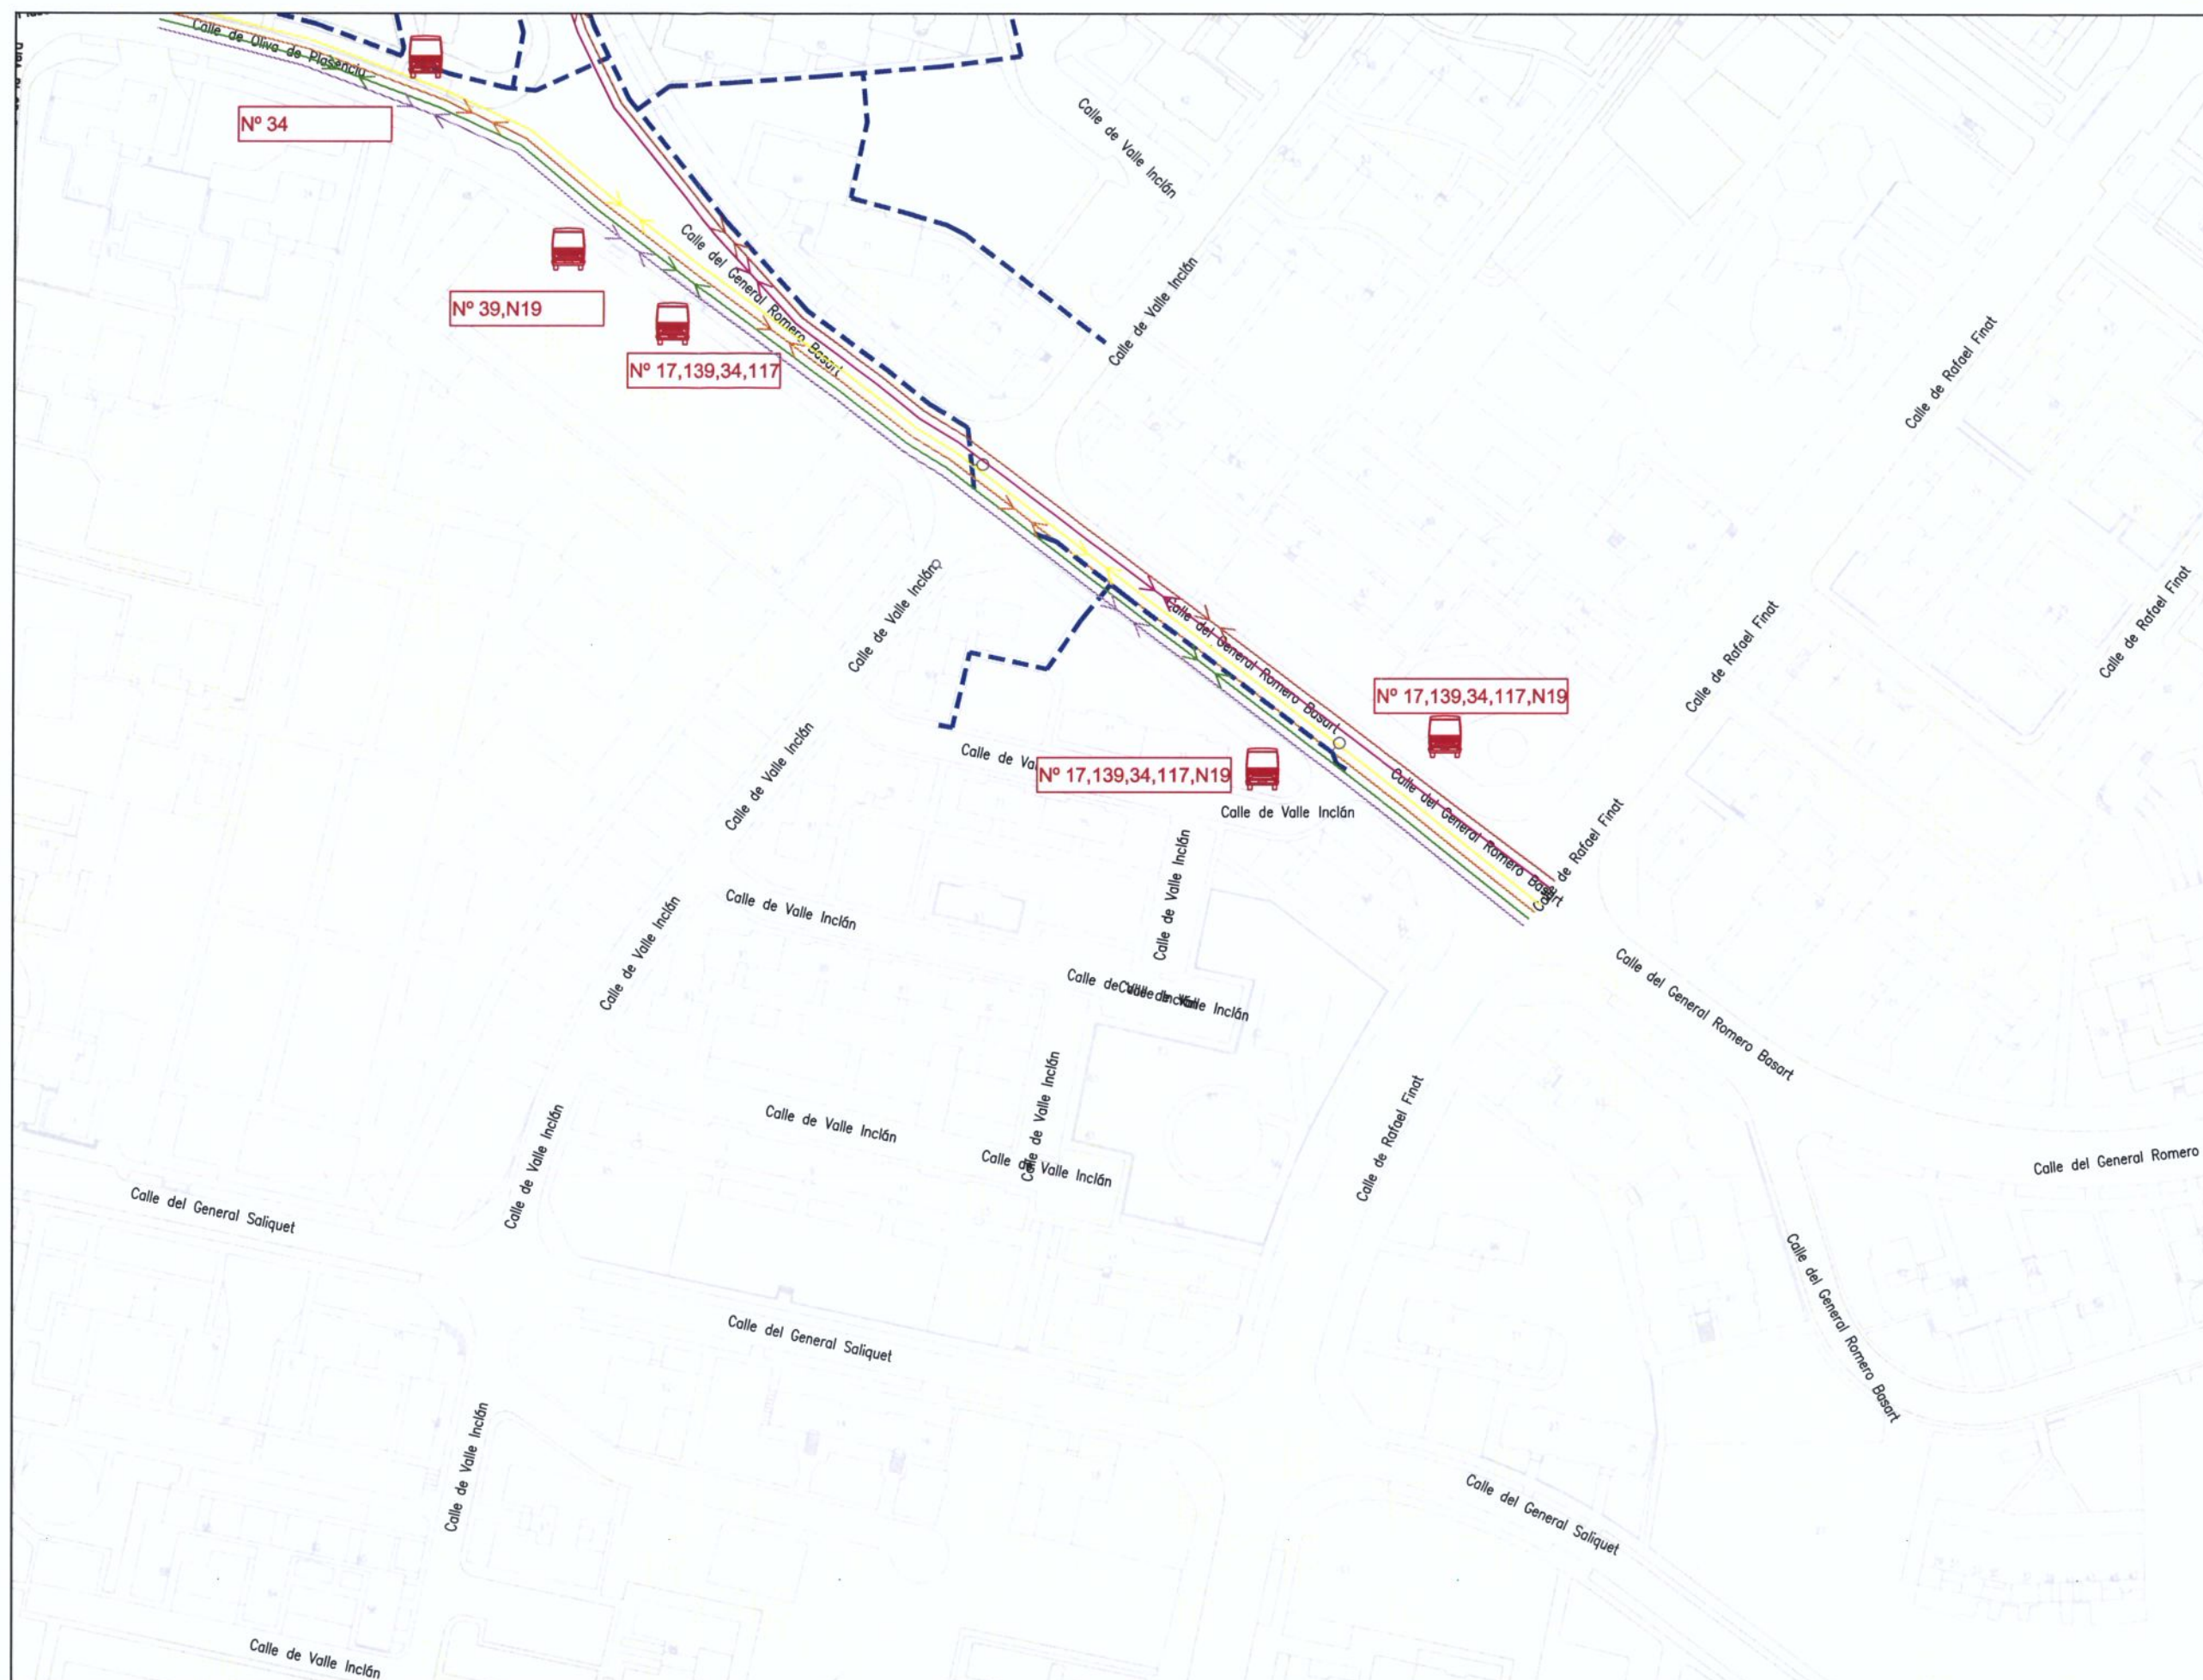 Calle de Oliva de Plasencia
Nº 34
Calle de Valle Inclán
Calle del General Romero Basart
Calle de Valle Inclán
Nº 39,N19
Nº 17,139,34,117
Calle de Rafael Finat
Calle de Valle Inclán
Calle de Rafael Finat
Calle de Rafael Finat
Calle del General Romero Basart
Nº 17,139,34,117,N19
Calle de Valle Inclán
Calle de Va
Nº 17,139,34,117,N19
Calle de Valle Inclán
Calle del General Romero Basart
Calle de Rafael Finat
Calle de Valle Inclán
Calle de Valle Inclán
Calle de Valle Inclán
Calle de Valle Inclán
Calle de Valle Inclán
Calle del General Romero Basart
Calle de Valle Inclán
Calle de Valle Inclán
Calle de Valle Inclán
Calle de Valle Inclán
Calle de Rafael Finat
Calle del General Romero
Calle del General Saliquet
Calle del General Romero Basart
Calle del General Saliquet
Calle de Valle Inclán
Calle del General Saliquet
Calle de Valle Inclán